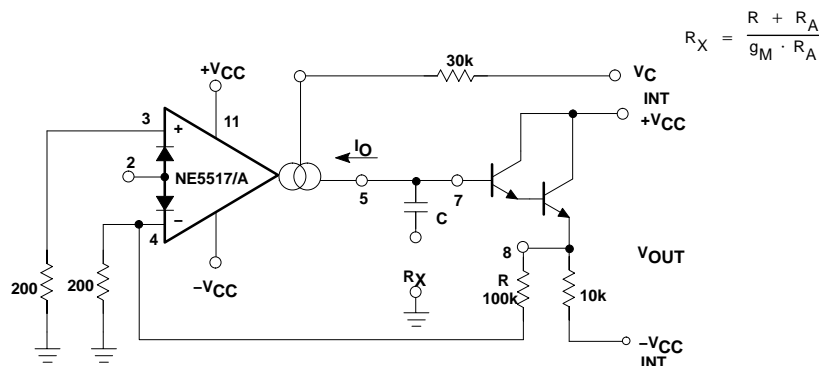 R_X = (R + R_A) / (g_M · R_A)
30k
V_C
+V_CC
INT
+V_CC
3
+
11
I_O
2
NE5517/A
5
7
C
−
4
8
V_OUT
R_X
R
100k
10k
200
200
−V_CC
−V_CC
INT